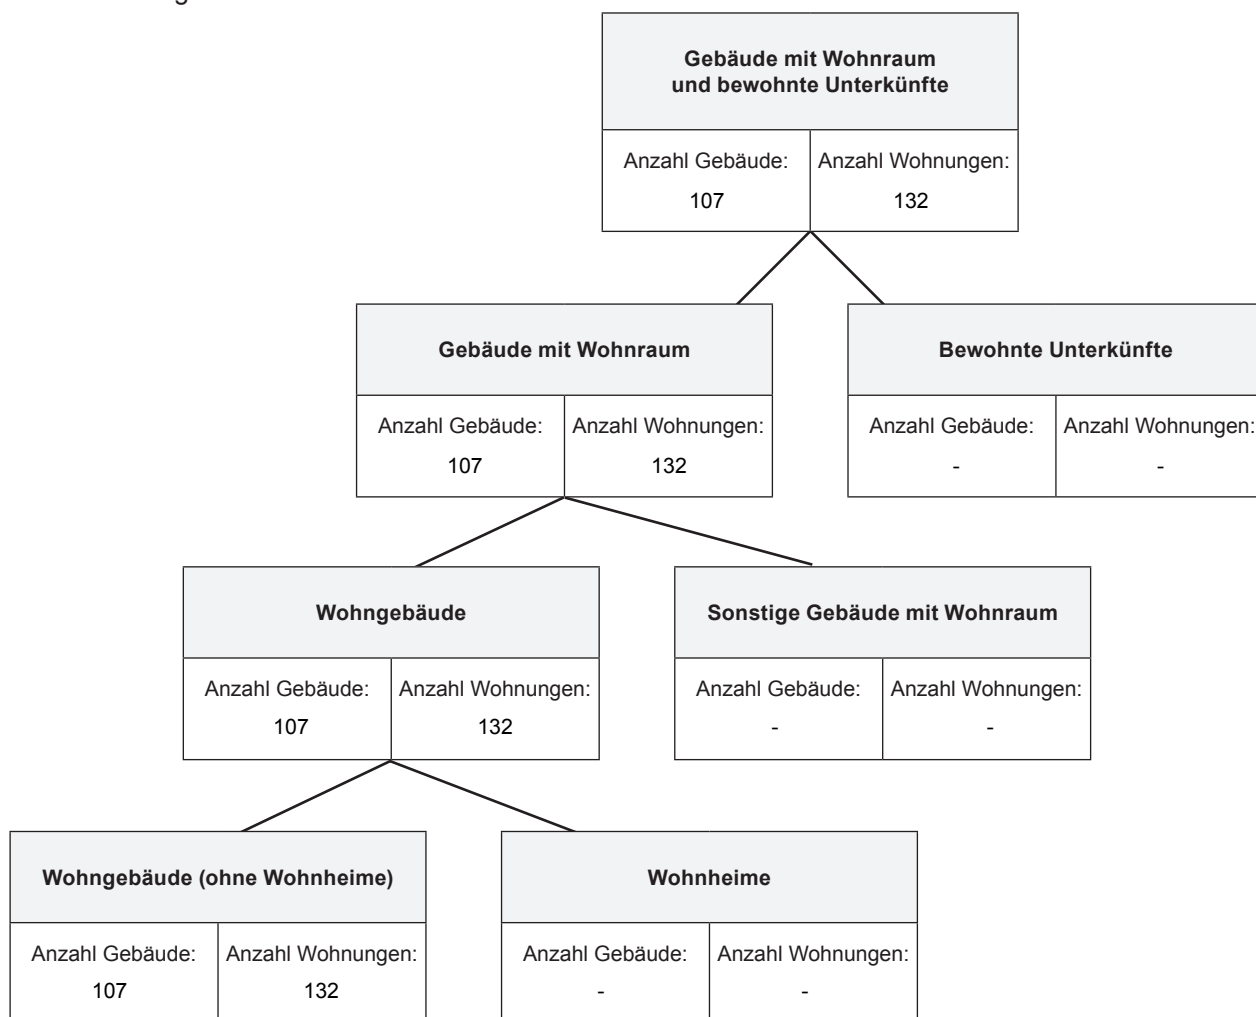 Gebäude mit Wohnraum
und bewohnte Unterkünfte
Anzahl Gebäude: Anzahl Wohnungen:
107 132
Gebäude mit Wohnraum
Anzahl Gebäude: Anzahl Wohnungen:
107 132
Bewohnte Unterkünfte
Anzahl Gebäude: Anzahl Wohnungen:
- -
Wohngebäude
Anzahl Gebäude: Anzahl Wohnungen:
107 132
Sonstige Gebäude mit Wohnraum
Anzahl Gebäude: Anzahl Wohnungen:
- -
Wohngebäude (ohne Wohnheime)
Anzahl Gebäude: Anzahl Wohnungen:
107 132
Wohnheime
Anzahl Gebäude: Anzahl Wohnungen:
- -